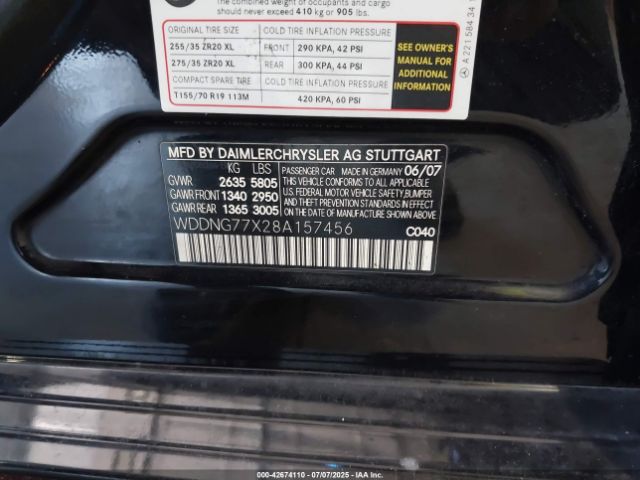 The combined weight of occupants and cargo
should never exceed 410 kg or 905 lbs.
ORIGINAL TIRE SIZE COLD TIRE INFLATION PRESSURE
255/35 ZR20 XL FRONT 290 KPA, 42 PSI
275/35 ZR20 XL REAR 300 KPA, 44 PSI
COMPACT SPARE TIRE COLD TIRE INFLATION PRESSURE
T155/70 R19 113M 420 KPA, 60 PSI
SEE OWNER'S
MANUAL FOR
ADDITIONAL
INFORMATION
A 221 584 34
MFD BY DAIMLERCHRYSLER AG STUTTGART
KG LBS
GVWR 2635 5805
GAWR FRONT 1340 2950
GAWR REAR 1365 3005
PASSENGER CAR MADE IN GERMANY 06/07
THIS VEHICLE CONFORMS TO ALL APPLICABLE
U.S. FEDERAL MOTOR VEHICLE SAFETY, BUMPER
AND THEFT PREVENTION STANDARDS IN
EFFECT ON THE DATE OF MANUFACTURE
SHOWN ABOVE
WDDNG77X28A157456 C040
000-42674110 - 07/07/2025 - IAAI.COM